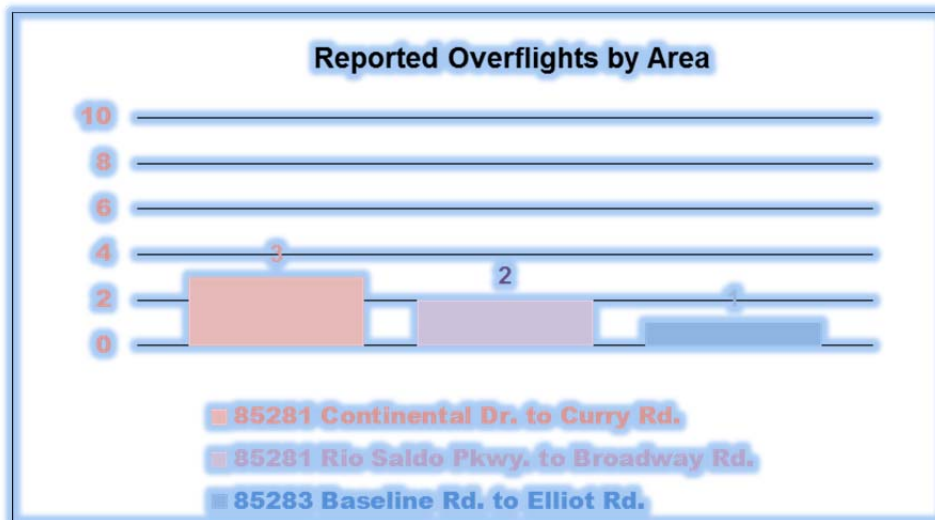 Reported Overflights by Area
10
8
6
4
3
2
2
1
0
85281 Continental Dr. to Curry Rd.
85281 Rio Saldo Pkwy. to Broadway Rd.
85283 Baseline Rd. to Elliot Rd.